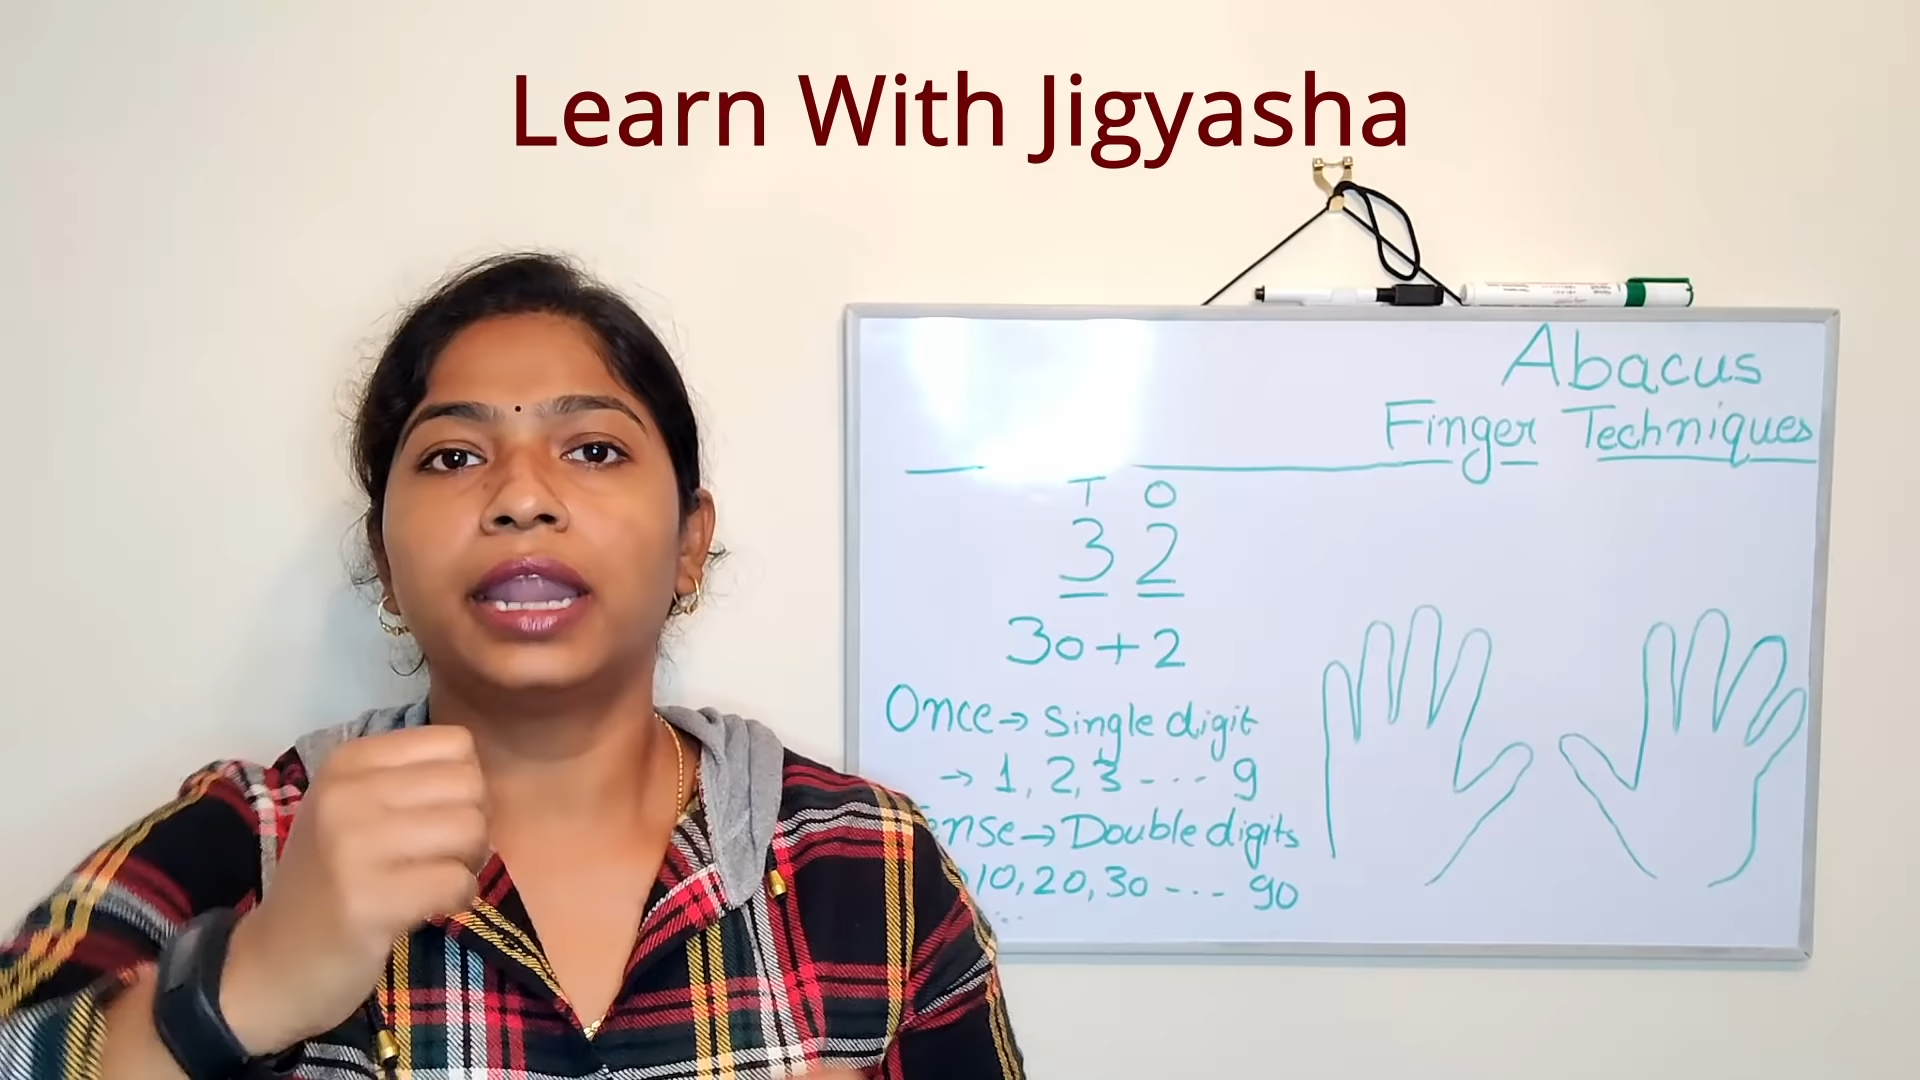 Learn With Jigyasha
Abacus
Finger Techniques
T O
3 2
30+2
Once→ Single digit
→ 1, 2, 3 - - - 9
→ Double digits
10, 20, 30 - - - 90